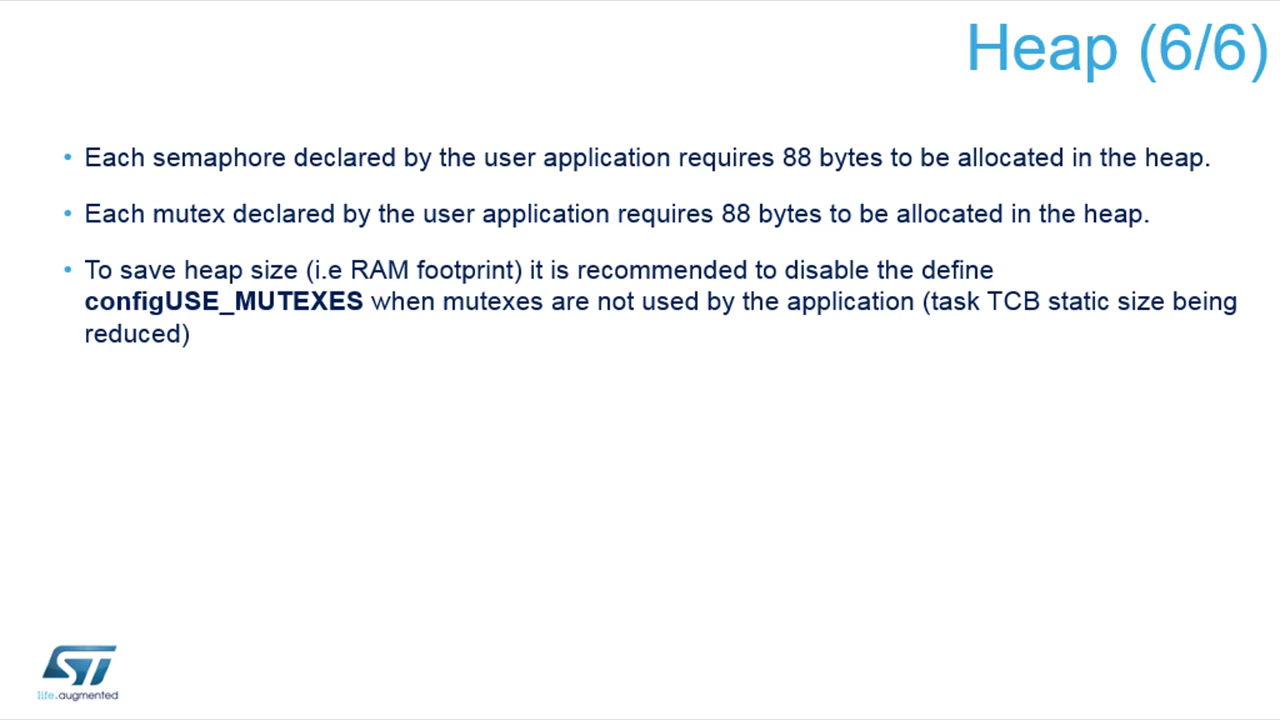 Heap (6/6)
• Each semaphore declared by the user application requires 88 bytes to be allocated in the heap.
• Each mutex declared by the user application requires 88 bytes to be allocated in the heap.
• To save heap size (i.e RAM footprint) it is recommended to disable the define
configUSE_MUTEXES when mutexes are not used by the application (task TCB static size being
reduced)
ST
life.augmented